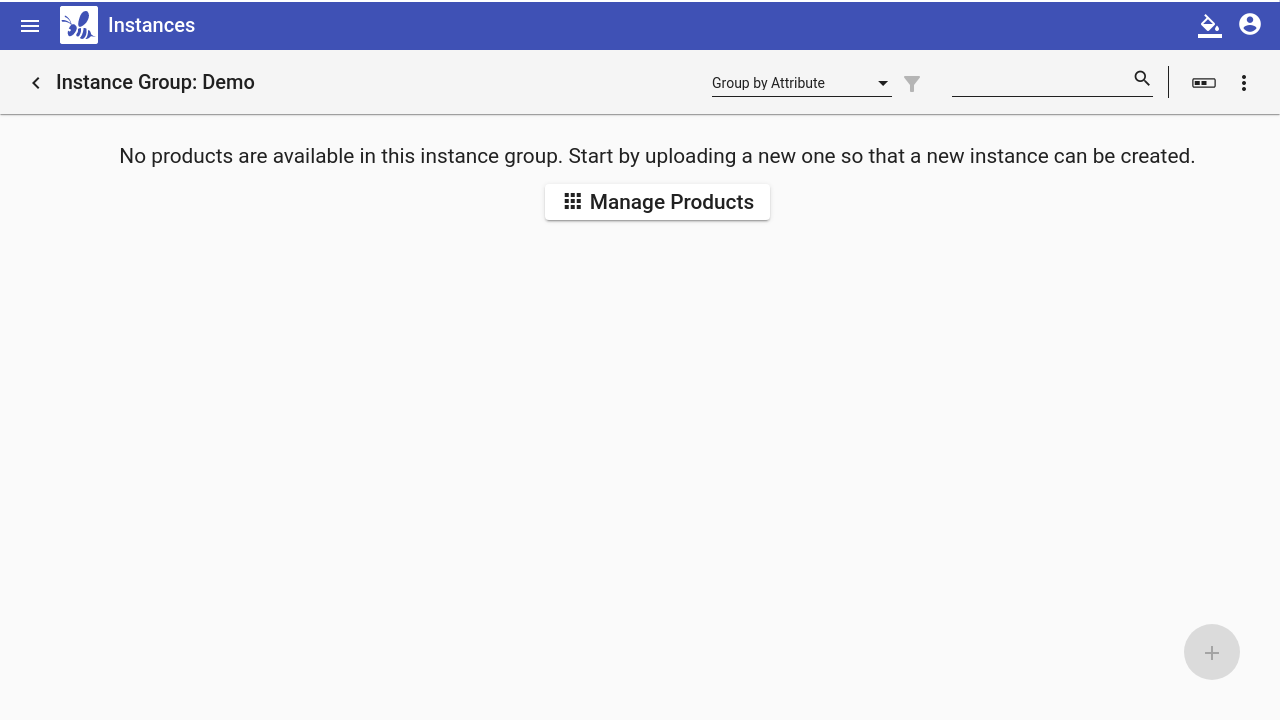 Instances
Instance Group: Demo
Group by Attribute
No products are available in this instance group. Start by uploading a new one so that a new instance can be created.
Manage Products